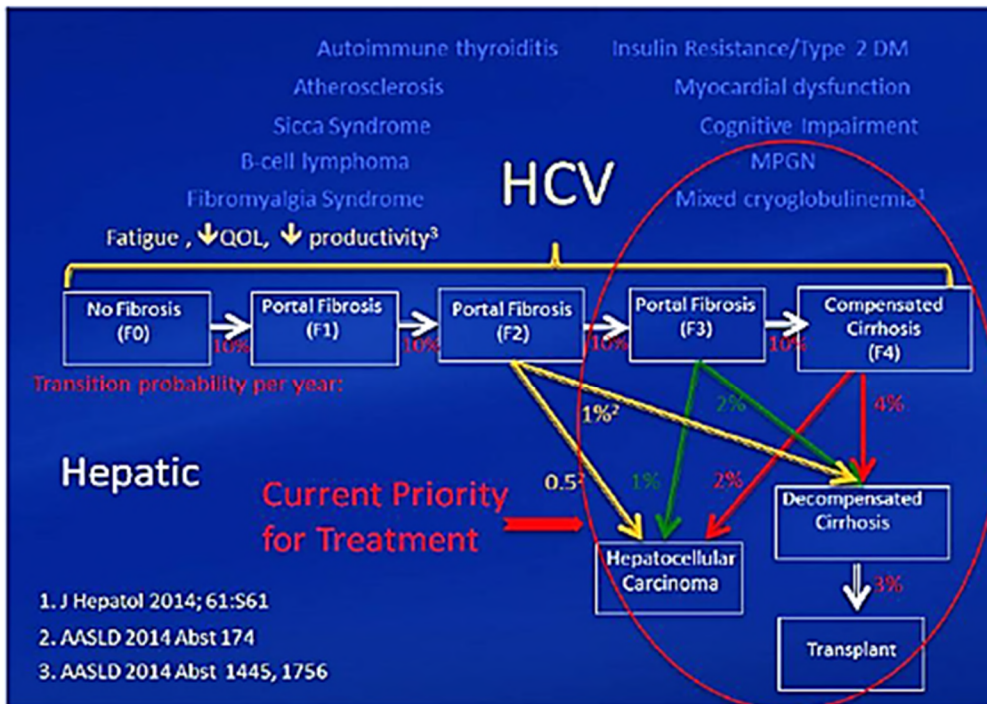 Autoimmune thyroiditis
Insulin Resistance/Type 2 DM
Atherosclerosis
Myocardial dysfunction
Sicca Syndrome
Cognitive Impairment
B-cell lymphoma
MPGN
Fibromyalgia Syndrome
Mixed cryoglobulinemia¹
HCV
Fatigue , ↓QOL, ↓ productivity³
No Fibrosis
(F0)
10%
Portal Fibrosis
(F1)
10%
Portal Fibrosis
(F2)
10%
Portal Fibrosis
(F3)
10%
Compensated
Cirrhosis
(F4)
Transition probability per year:
1%²
2%
4%
Hepatic
0.5²
1%
2%
Current Priority
for Treatment
Decompensated
Cirrhosis
Hepatocellular
Carcinoma
3%
Transplant
1. J Hepatol 2014; 61:S61
2. AASLD 2014 Abst 174
3. AASLD 2014 Abst 1445, 1756